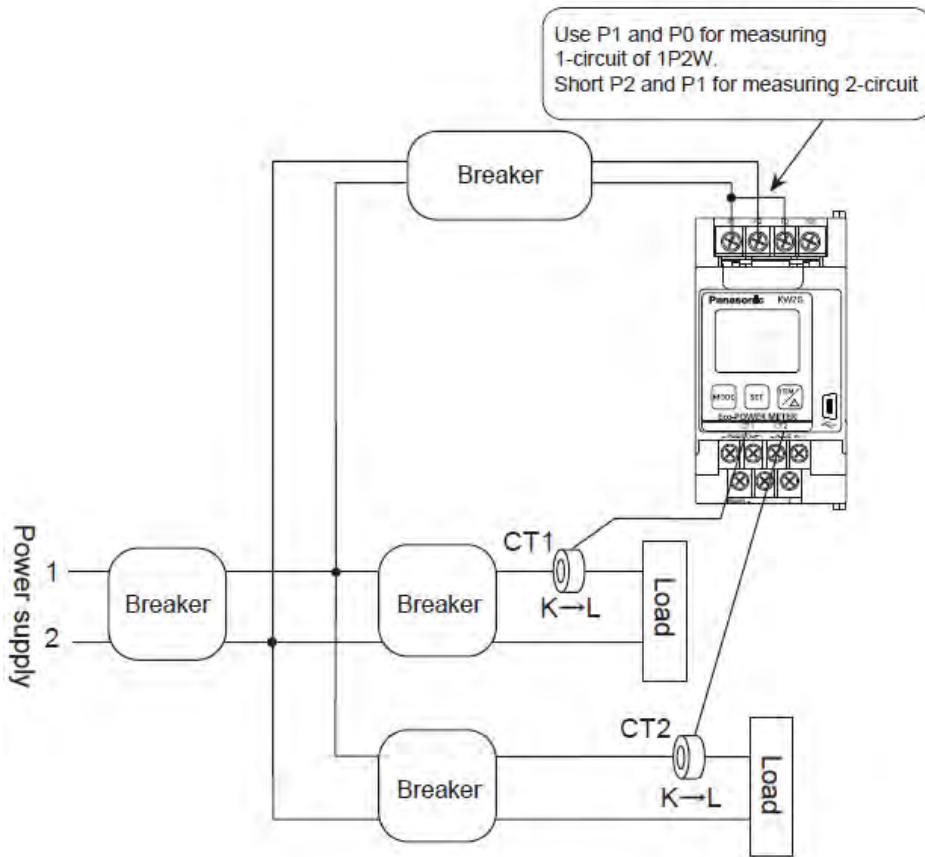 Use P1 and P0 for measuring
1-circuit of 1P2W.
Short P2 and P1 for measuring 2-circuit
Breaker
Panasonic
MODE
SET
ITEM
Eco-POWER METER
CT1
CT2
Power supply
1
2
Breaker
Breaker
CT1
K→L
Load
Breaker
CT2
K→L
Load